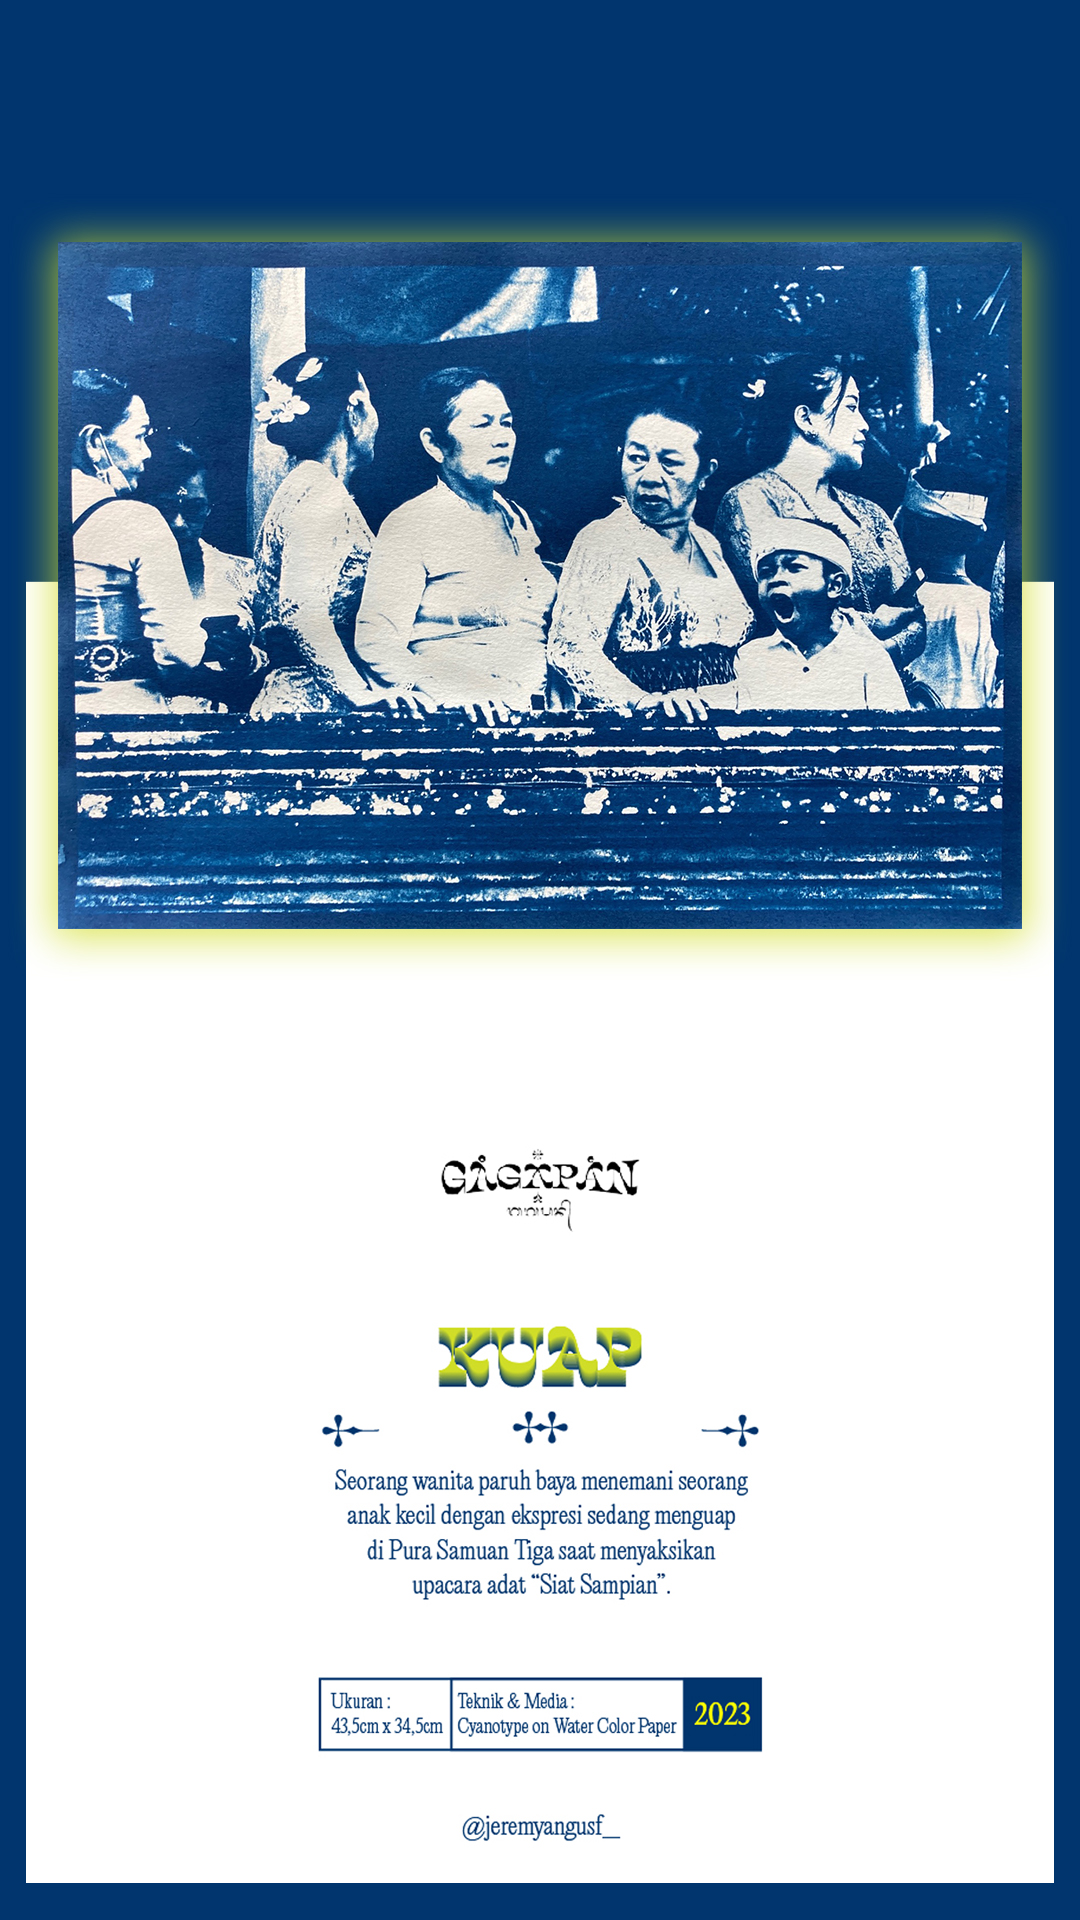 GAGAPAN
ᬕᬕᬧᬦ᭄
KUAP
Seorang wanita paruh baya menemani seorang
anak kecil dengan ekspresi sedang menguap
di Pura Samuan Tiga saat menyaksikan
upacara adat “Siat Sampian”.
Ukuran :
43,5cm x 34,5cm
Teknik & Media :
Cyanotype on Water Color Paper
2023
@jeremyangusf_